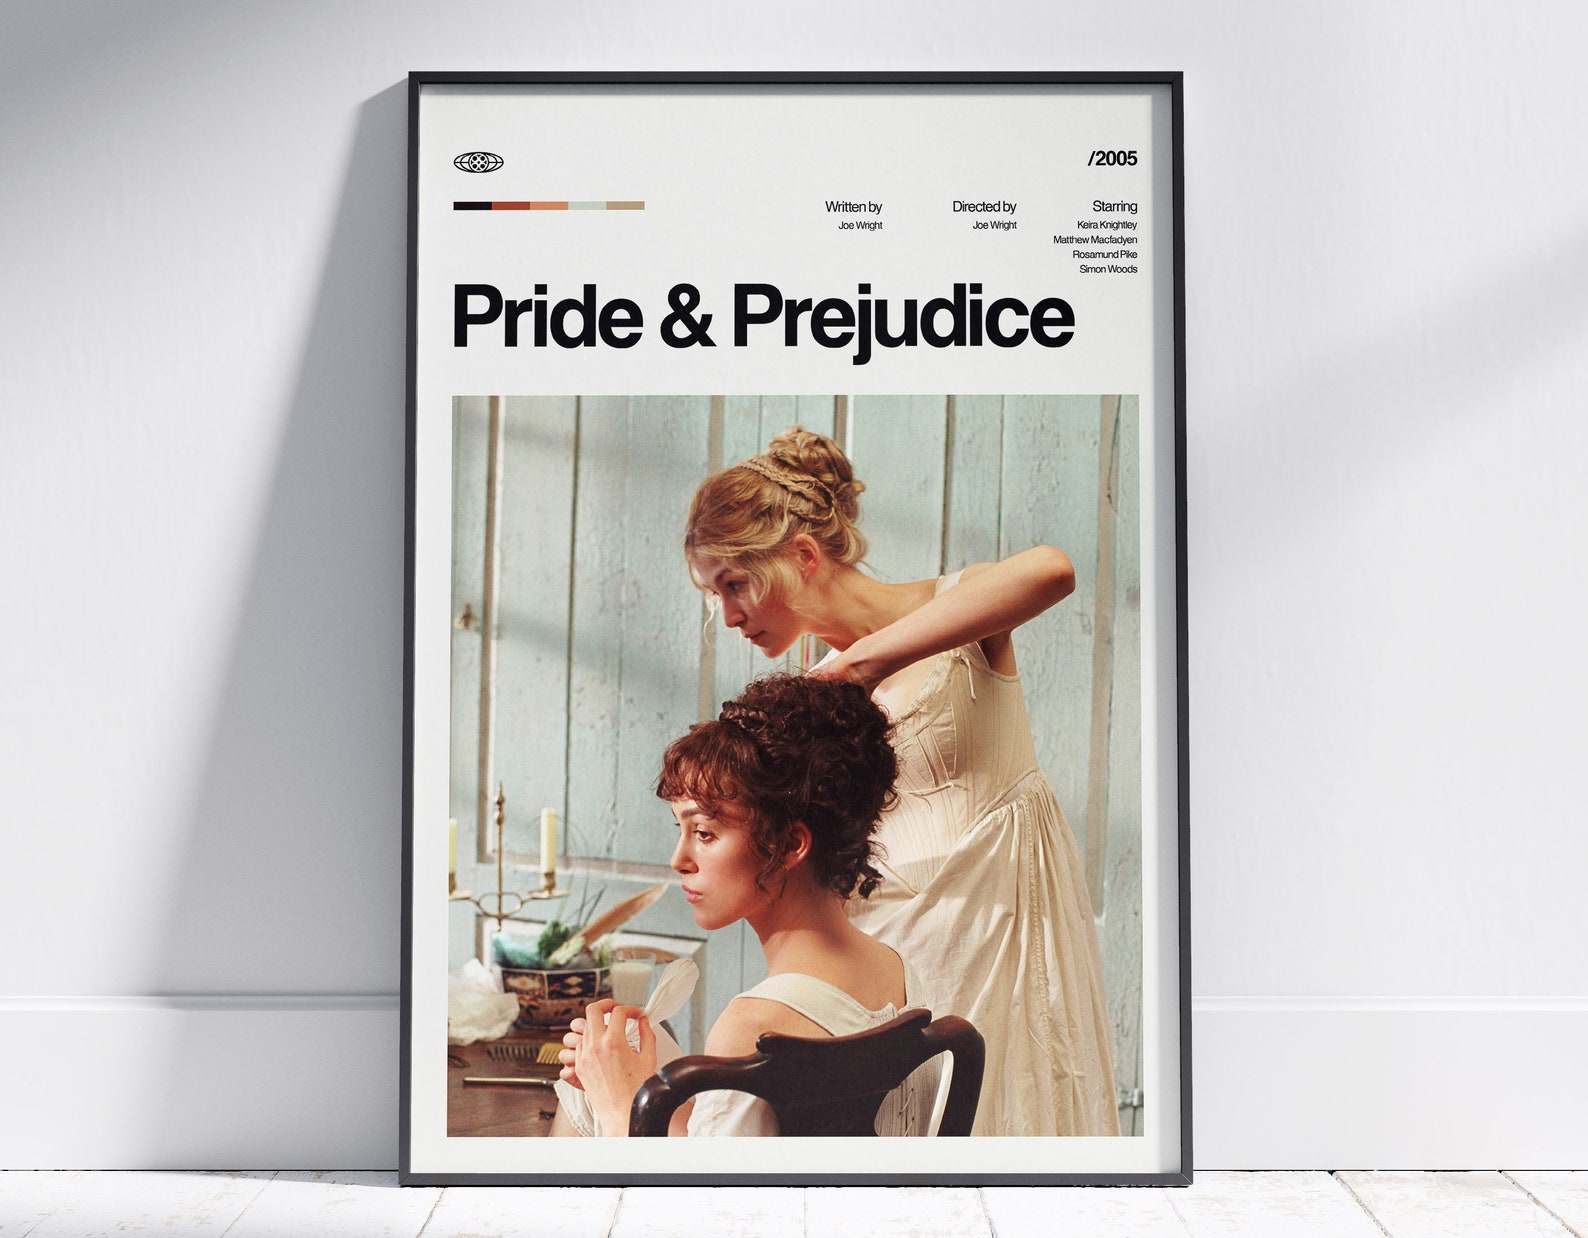 /2005
Written by
Joe Wright
Directed by
Joe Wright
Starring
Keira Knightley
Matthew Macfadyen
Rosamund Pike
Simon Woods
Pride & Prejudice